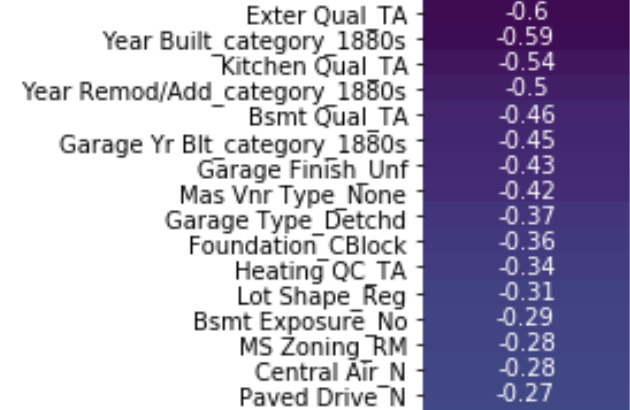 Exter Qual_TA -0.6
Year Built_category_1880s -0.59
Kitchen Qual_TA -0.54
Year Remod/Add_category_1880s -0.5
Bsmt Qual_TA -0.46
Garage Yr Blt_category_1880s -0.45
Garage Finish_Unf -0.43
Mas Vnr Type_None -0.42
Garage Type_Detchd -0.37
Foundation_CBlock -0.36
Heating QC_TA -0.34
Lot Shape_Reg -0.31
Bsmt Exposure_No -0.29
MS Zoning_RM -0.28
Central Air_N -0.28
Paved Drive_N -0.27